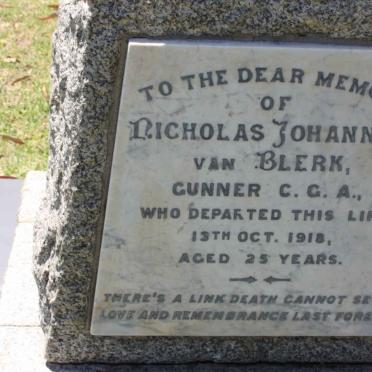 TO THE DEAR MEMO
OF
NICHOLAS JOHANN
VAN BLERK,
GUNNER C.G.A.,
WHO DEPARTED THIS LI
13TH OCT. 1918,
AGED 25 YEARS.
THERE'S A LINK DEATH CANNOT SE
LOVE AND REMEMBRANCE LAST FORE